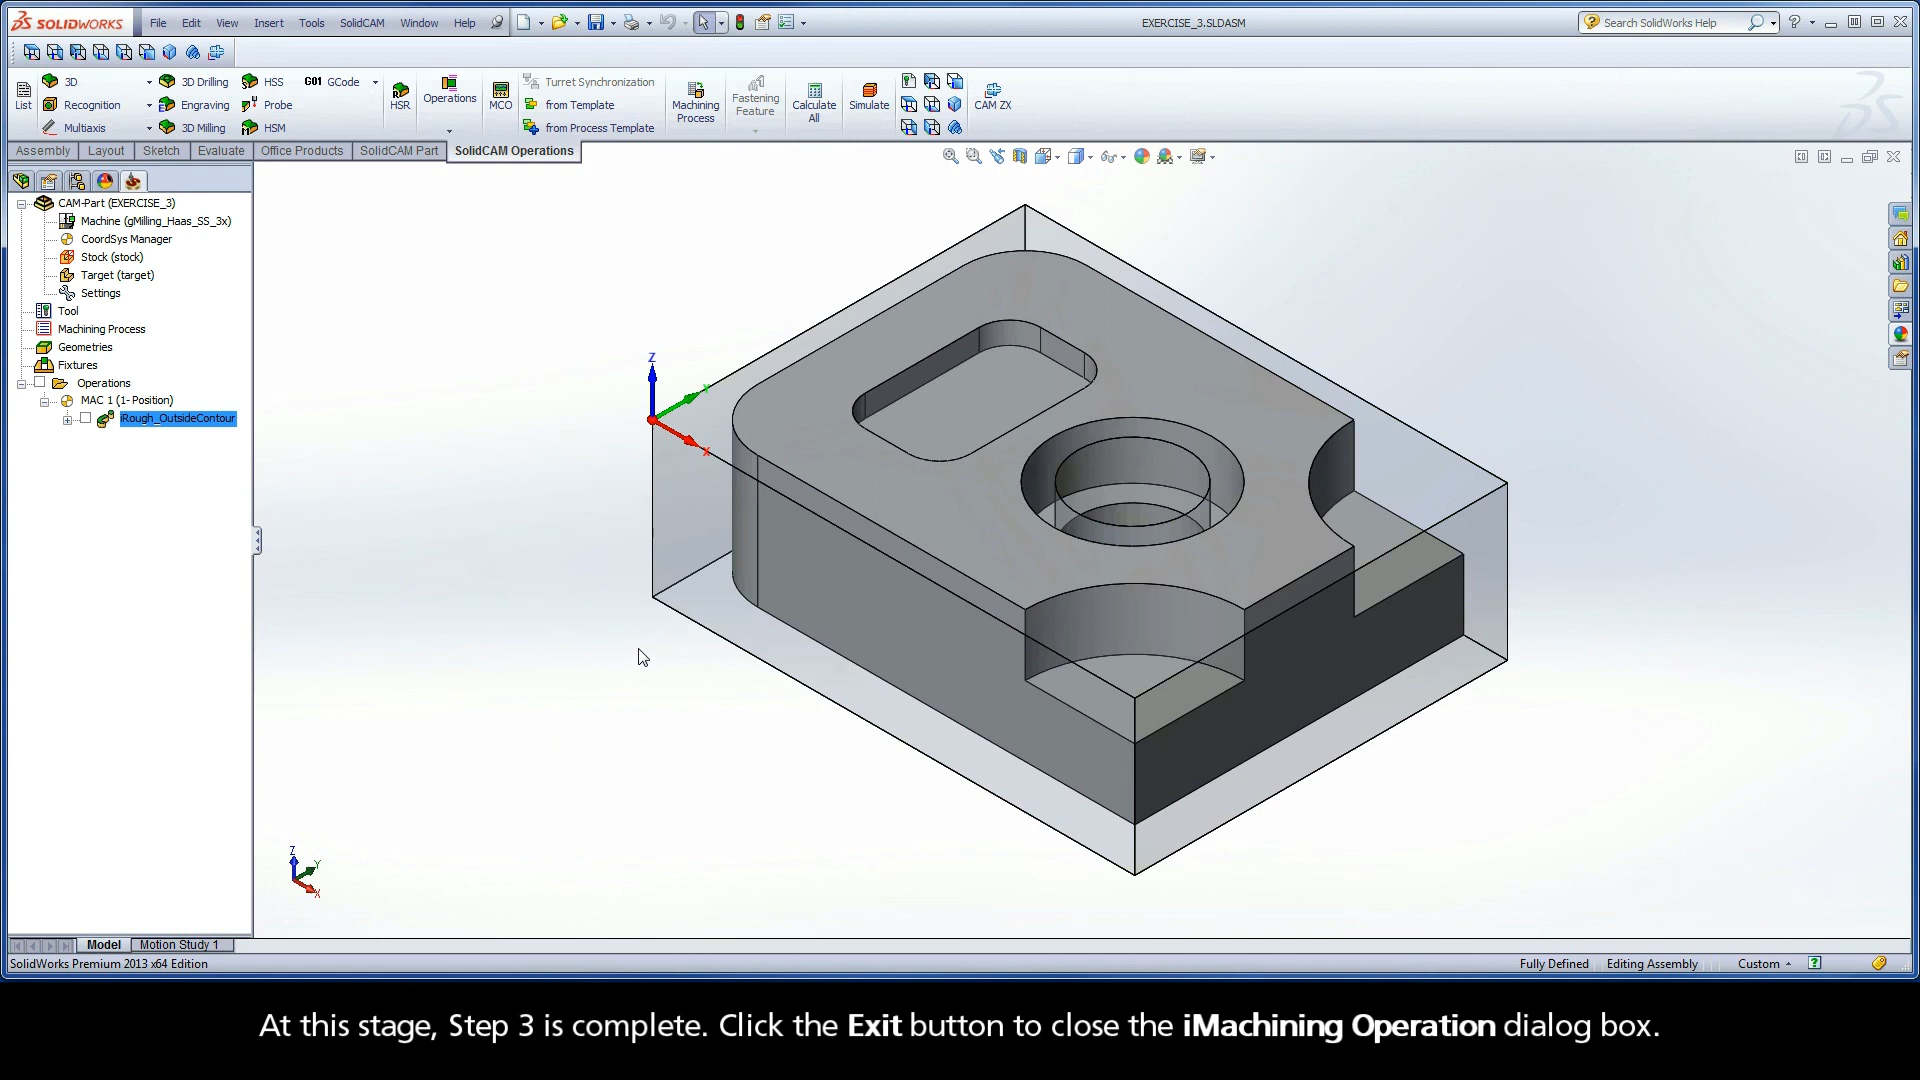 SOLIDWORKS File Edit View Insert Tools SolidCAM Window Help EXERCISE_3.SLDASM Search SolidWorks Help
3D 3D Drilling HSS G01 GCode Turret Synchronization
List Recognition Engraving Probe HSR Operations MCO from Template Machining Process Fastening Feature Calculate All Simulate CAM ZX
Multiaxis 3D Milling HSM from Process Template
Assembly Layout Sketch Evaluate Office Products SolidCAM Part SolidCAM Operations
CAM-Part (EXERCISE_3)
Machine (gMilling_Haas_SS_3x)
CoordSys Manager
Stock (stock)
Target (target)
Settings
Tool
Machining Process
Geometries
Fixtures
Operations
MAC 1 (1- Position)
iRough_OutsideContour
Z
Y
X
Z
Y
X
Model Motion Study 1
SolidWorks Premium 2013 x64 Edition Fully Defined Editing Assembly Custom
At this stage, Step 3 is complete. Click the Exit button to close the iMachining Operation dialog box.